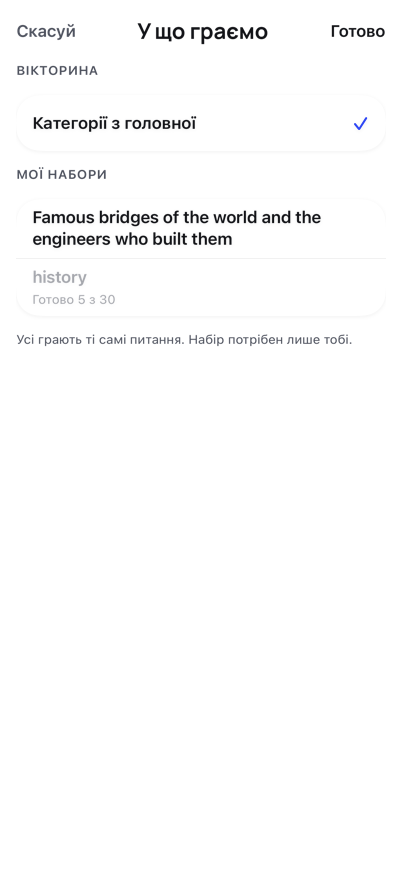 Скасуй
У що граємо
Готово
ВІКТОРИНА
Категорії з головної
МОЇ НАБОРИ
Famous bridges of the world and the
engineers who built them
history
Готово 5 з 30
Усі грають ті самі питання. Набір потрібен лише тобі.